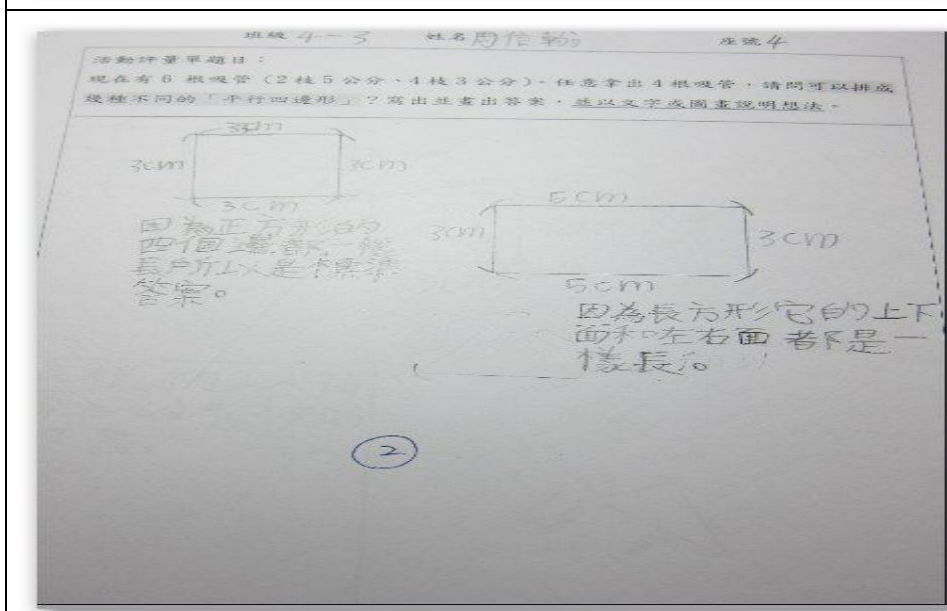 班級 4-3 姓名 周信翰 座號 4
活動評量單題目：
現在有 6 根吸管（2 枝 5 公分、4 枝 3 公分），任意拿出 4 根吸管，請問可以排成
幾種不同的「平行四邊形」？寫出並畫出答案，並以文字或圖畫說明想法。
3cm
3cm 3cm
3cm
因為正方形的
四個邊都一樣
長戶所以是標準
答案。
5cm
3cm 3cm
5cm
因為長方形它的上下
面和左右面都是一
樣長。
2